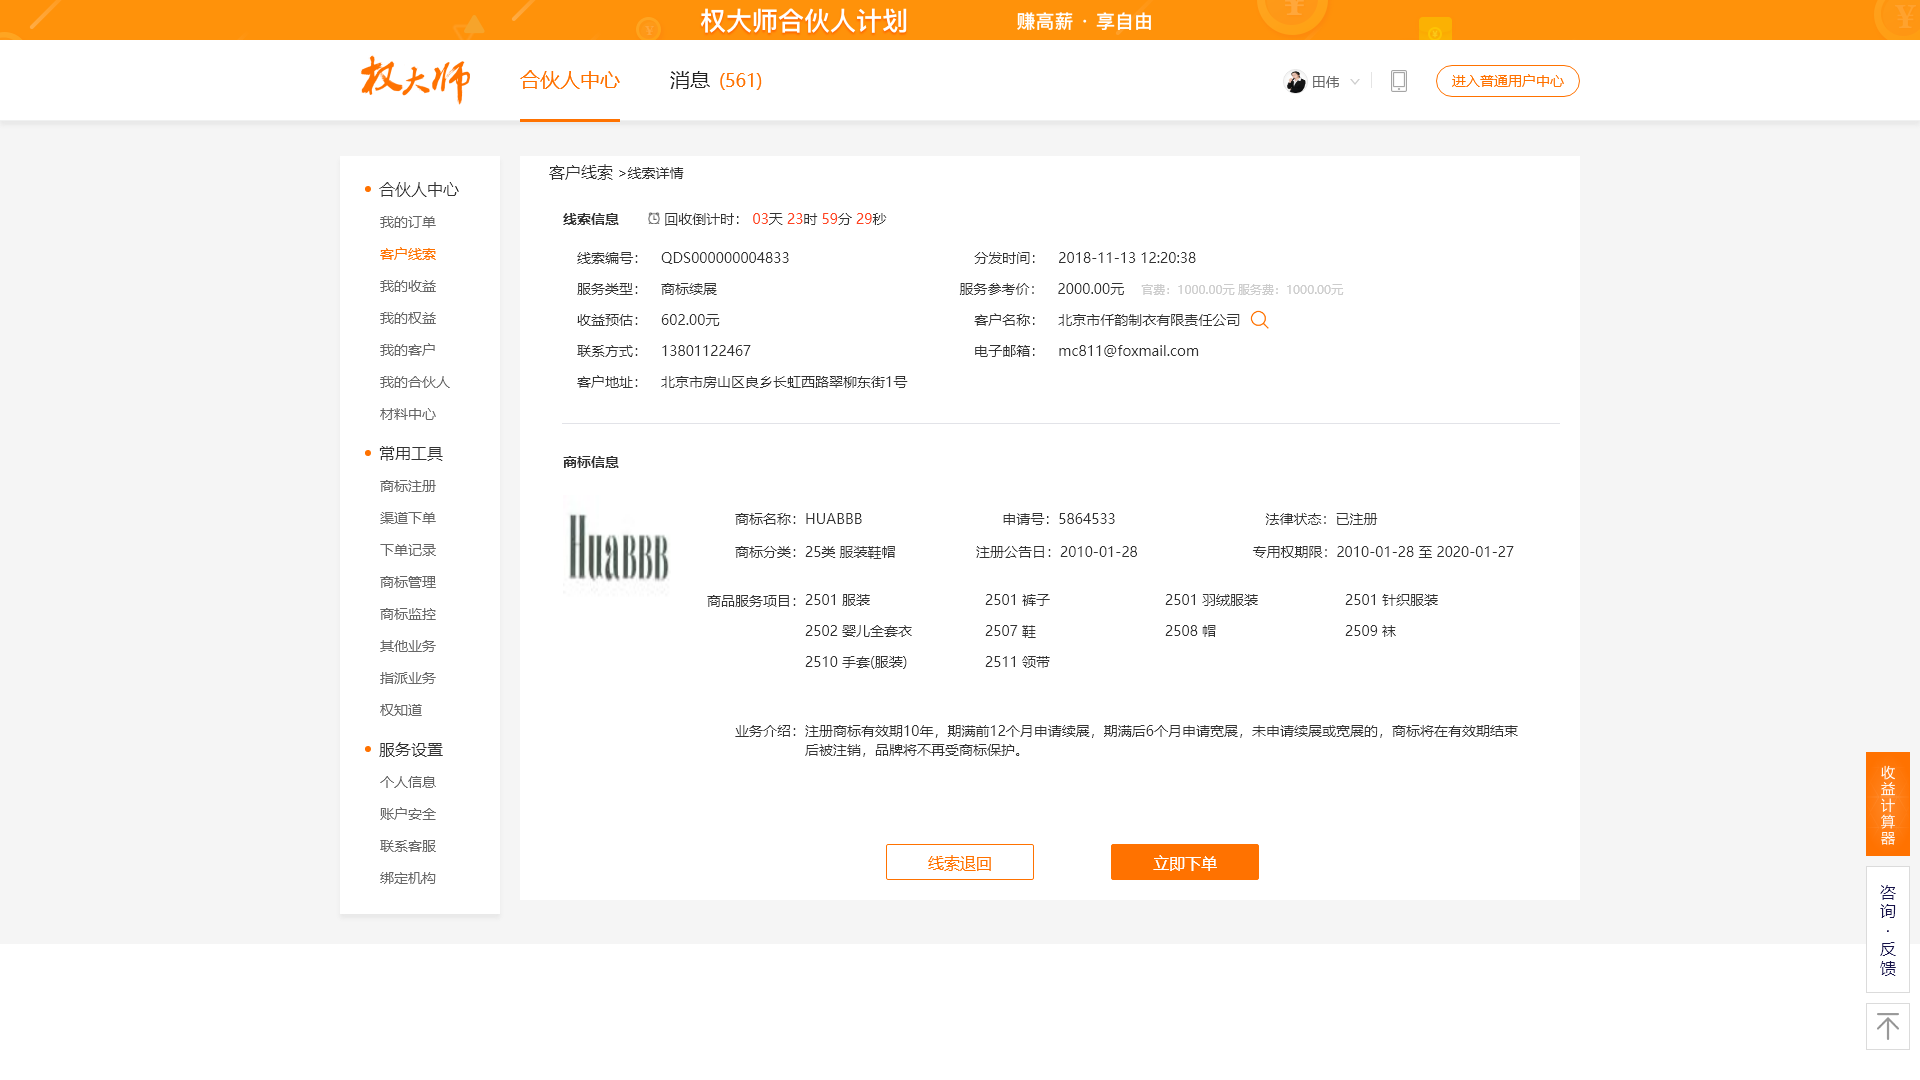 权大师合伙人计划 赚高薪 · 享自由
权大师 合伙人中心 消息 (561) 田伟 进入普通用户中心
合伙人中心
我的订单
客户线索
我的收益
我的权益
我的客户
我的合伙人
材料中心
常用工具
商标注册
渠道下单
下单记录
商标管理
商标监控
其他业务
指派业务
权知道
服务设置
个人信息
账户安全
联系客服
绑定机构
客户线索 >线索详情
线索信息 回收倒计时： 03天 23时 59分 29秒
线索编号： QDS000000004833 分发时间： 2018-11-13 12:20:38
服务类型： 商标续展 服务参考价： 2000.00元 官费：1000.00元 服务费：1000.00元
收益预估： 602.00元 客户名称： 北京市仟韵制衣有限责任公司
联系方式： 13801122467 电子邮箱： mc811@foxmail.com
客户地址： 北京市房山区良乡长虹西路翠柳东街1号
商标信息
HUABBB
商标名称：HUABBB 申请号：5864533 法律状态：已注册
商标分类：25类 服装鞋帽 注册公告日：2010-01-28 专用权期限：2010-01-28 至 2020-01-27
商品服务项目：2501 服装 2501 裤子 2501 羽绒服装 2501 针织服装
2502 婴儿全套衣 2507 鞋 2508 帽 2509 袜
2510 手套(服装) 2511 领带
业务介绍：注册商标有效期10年，期满前12个月申请续展，期满后6个月申请宽展，未申请续展或宽展的，商标将在有效期结束
后被注销，品牌将不再受商标保护。
线索退回 立即下单
收益计算器
咨询·反馈